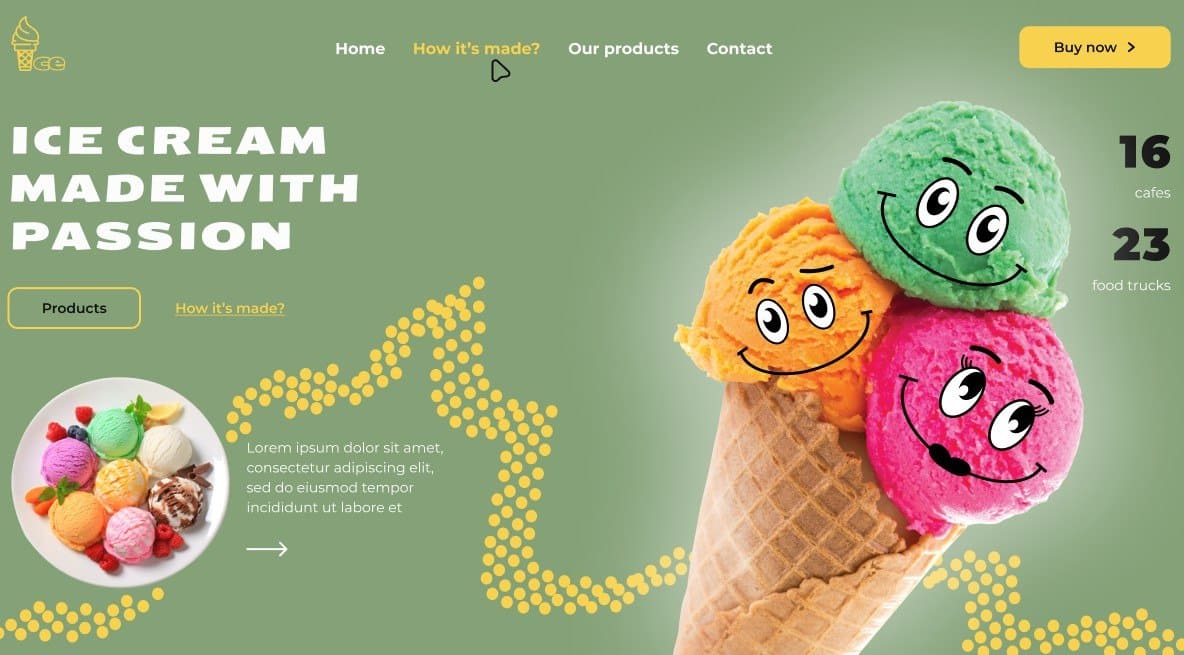 ce
Home
How it's made?
Our products
Contact
Buy now
ICE CREAM
MADE WITH
PASSION
16
cafes
23
food trucks
Products
How it's made?
Lorem ipsum dolor sit amet,
consectetur adipiscing elit,
sed do eiusmod tempor
incididunt ut labore et